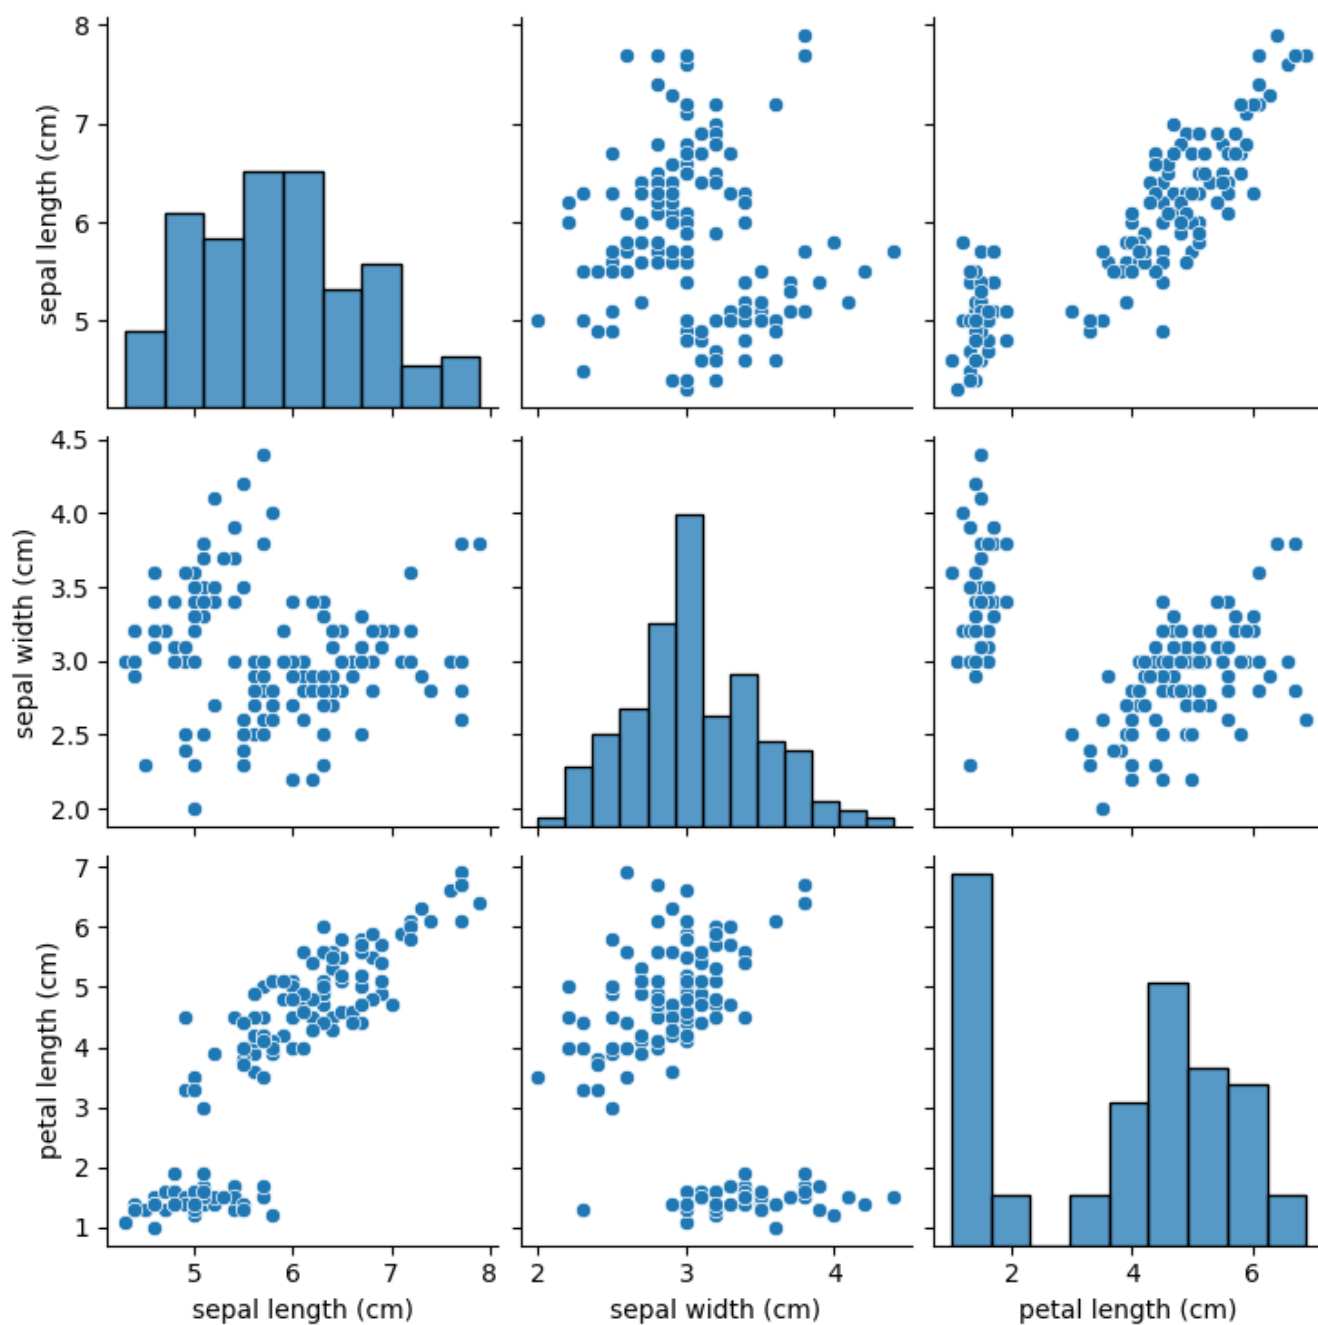 sepal length (cm)
8
7
6
5
sepal width (cm)
4.5
4.0
3.5
3.0
2.5
2.0
petal length (cm)
7
6
5
4
3
2
1
5 6 7 8
2 3 4
2 4 6
sepal length (cm)
sepal width (cm)
petal length (cm)